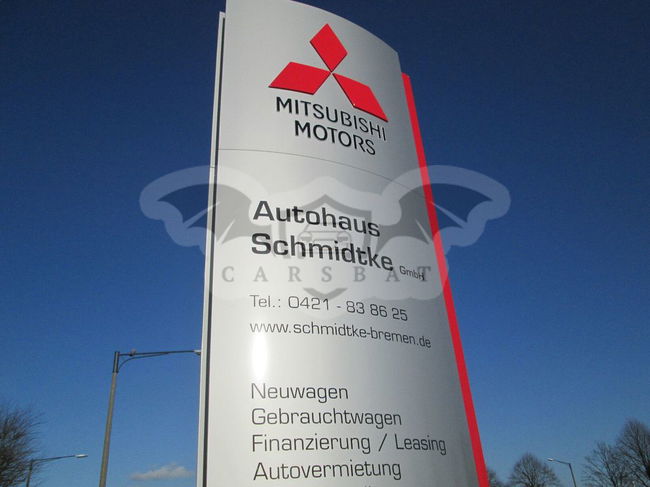 MITSUBISHI
MOTORS
Autohaus
Schmidtke GmbH
CARSBAT
Tel.: 0421 - 83 86 25
www.schmidtke-bremen.de
Neuwagen
Gebrauchtwagen
Finanzierung / Leasing
Autovermietung